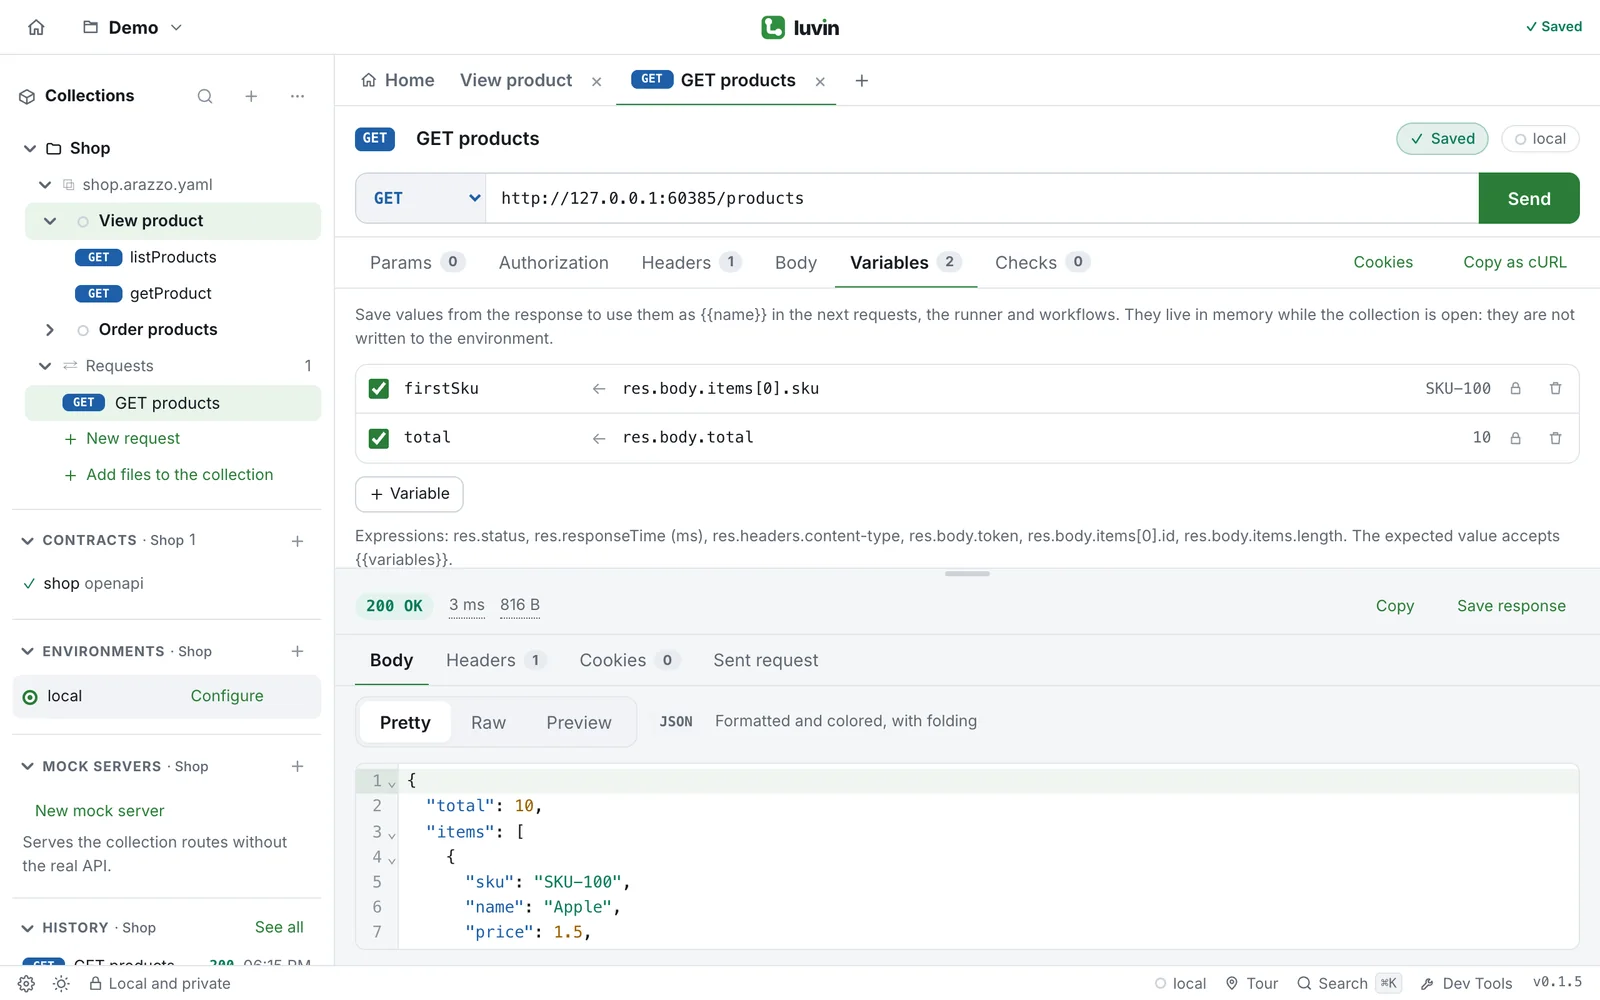 Demo
luvin
Saved
Collections
Shop
shop.arazzo.yaml
View product
GET listProducts
GET getProduct
Order products
Requests 1
GET GET products
+ New request
+ Add files to the collection
CONTRACTS · Shop 1
shop openapi
ENVIRONMENTS · Shop
local Configure
MOCK SERVERS · Shop
New mock server
Serves the collection routes without
the real API.
HISTORY · Shop See all
GET GET products 200 06:15 PM
Home View product × GET GET products × +
GET GET products Saved local
GET http://127.0.0.1:60385/products Send
Params 0 Authorization Headers 1 Body Variables 2 Checks 0 Cookies Copy as cURL
Save values from the response to use them as {{name}} in the next requests, the runner and workflows. They live in memory while the collection is open: they are not
written to the environment.
firstSku ← res.body.items[0].sku SKU-100
total ← res.body.total 10
+ Variable
Expressions: res.status, res.responseTime (ms), res.headers.content-type, res.body.token, res.body.items[0].id, res.body.items.length. The expected value accepts
{{variables}}.
200 OK 3 ms 816 B Copy Save response
Body Headers 1 Cookies 0 Sent request
Pretty Raw Preview JSON Formatted and colored, with folding
1 {
2 "total": 10,
3 "items": [
4 {
5 "sku": "SKU-100",
6 "name": "Apple",
7 "price": 1.5,
Local and private local Tour Search ⌘K Dev Tools v0.1.5